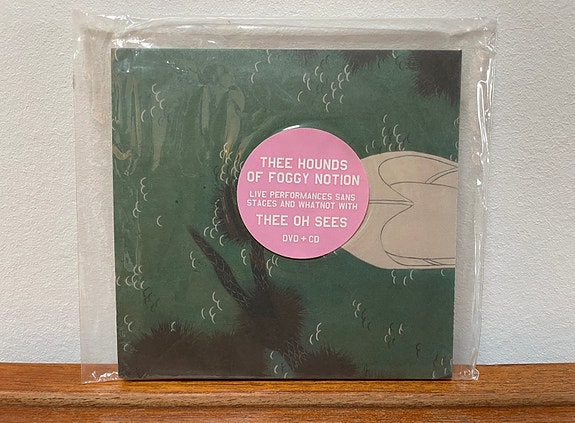 THEE HOUNDS
OF FOGGY NOTION
LIVE PERFORMANCES SANS
STAGES AND WHATNOT WITH
THEE OH SEES
DVD + CD